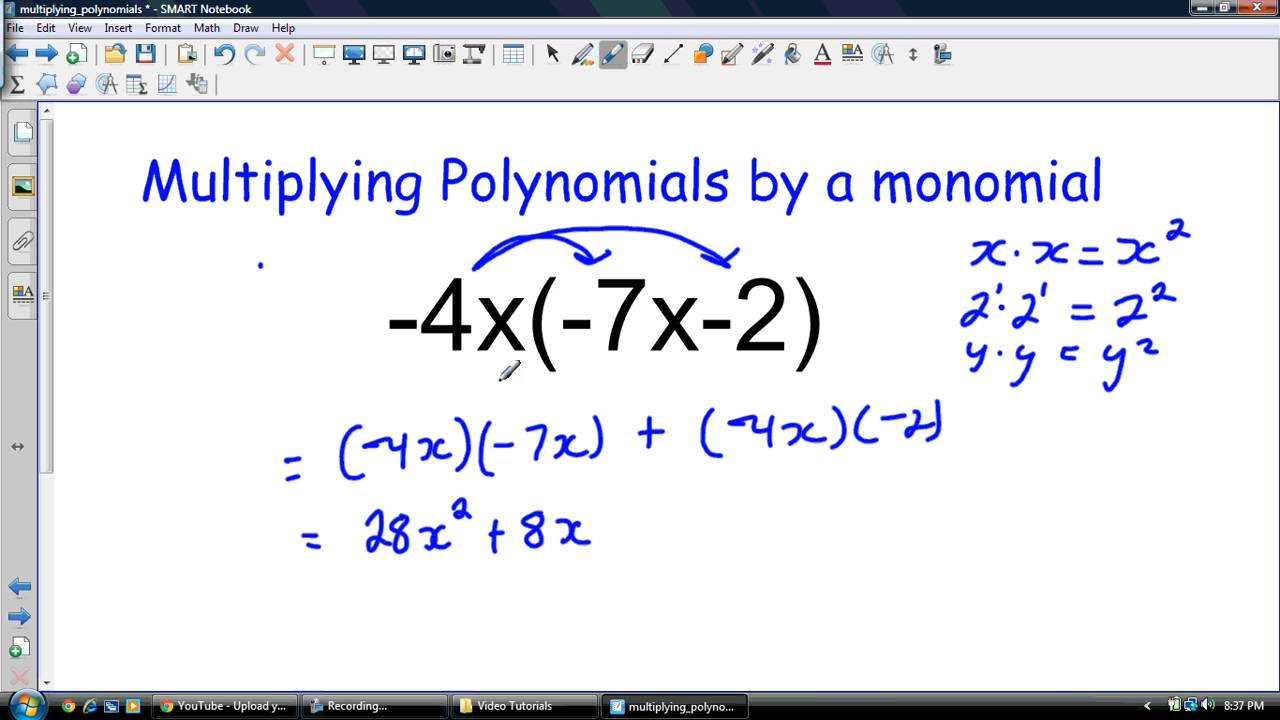 multiplying_polynomials * - SMART Notebook
File Edit View Insert Format Math Draw Help
Multiplying Polynomials by a monomial
x · x = x²
-4x(-7x-2)
2¹ · 2¹ = 2²
y · y = y²
= (-4x)(-7x) + (-4x)(-2)
= 28x² + 8x
YouTube - Upload y... Recording... Video Tutorials multiplying_polyno... 8:37 PM